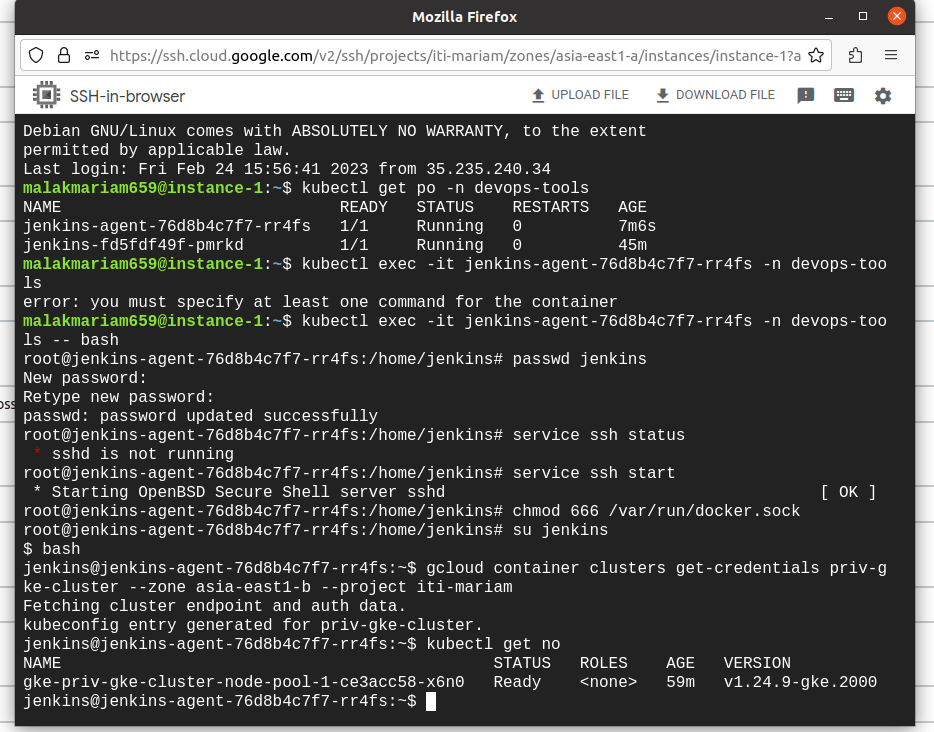 Mozilla Firefox
https://ssh.cloud.google.com/v2/ssh/projects/iti-mariam/zones/asia-east1-a/instances/instance-1?a
SSH-in-browser
UPLOAD FILE
DOWNLOAD FILE
Debian GNU/Linux comes with ABSOLUTELY NO WARRANTY, to the extent
permitted by applicable law.
Last login: Fri Feb 24 15:56:41 2023 from 35.235.240.34
malakmariam659@instance-1:~$ kubectl get po -n devops-tools
NAME                             READY   STATUS    RESTARTS   AGE
jenkins-agent-76d8b4c7f7-rr4fs   1/1     Running   0          7m6s
jenkins-fd5fdf49f-pmrkd          1/1     Running   0          45m
malakmariam659@instance-1:~$ kubectl exec -it jenkins-agent-76d8b4c7f7-rr4fs -n devops-too
ls
error: you must specify at least one command for the container
malakmariam659@instance-1:~$ kubectl exec -it jenkins-agent-76d8b4c7f7-rr4fs -n devops-too
ls -- bash
root@jenkins-agent-76d8b4c7f7-rr4fs:/home/jenkins# passwd jenkins
New password:
Retype new password:
passwd: password updated successfully
root@jenkins-agent-76d8b4c7f7-rr4fs:/home/jenkins# service ssh status
 * sshd is not running
root@jenkins-agent-76d8b4c7f7-rr4fs:/home/jenkins# service ssh start
 * Starting OpenBSD Secure Shell server sshd                                       [ OK ]
root@jenkins-agent-76d8b4c7f7-rr4fs:/home/jenkins# chmod 666 /var/run/docker.sock
root@jenkins-agent-76d8b4c7f7-rr4fs:/home/jenkins# su jenkins
$ bash
jenkins@jenkins-agent-76d8b4c7f7-rr4fs:~$ gcloud container clusters get-credentials priv-g
ke-cluster --zone asia-east1-b --project iti-mariam
Fetching cluster endpoint and auth data.
kubeconfig entry generated for priv-gke-cluster.
jenkins@jenkins-agent-76d8b4c7f7-rr4fs:~$ kubectl get no
NAME                                             STATUS   ROLES    AGE   VERSION
gke-priv-gke-cluster-node-pool-1-ce3acc58-x6n0   Ready    <none>   59m   v1.24.9-gke.2000
jenkins@jenkins-agent-76d8b4c7f7-rr4fs:~$